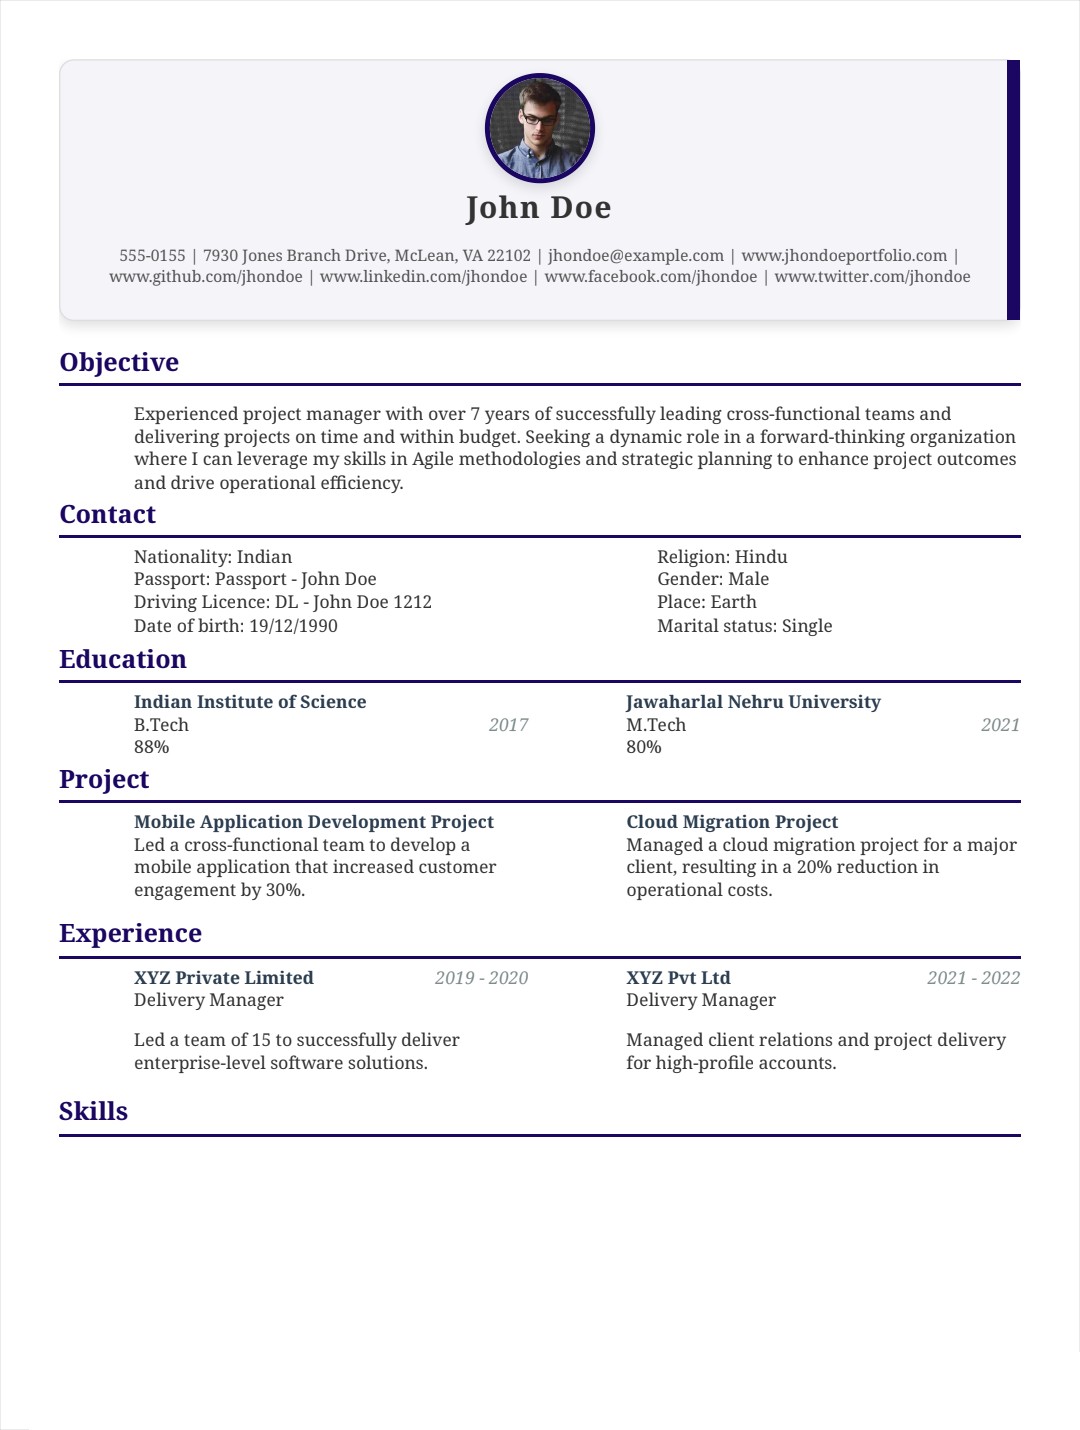 John Doe
555-0155 | 7930 Jones Branch Drive, McLean, VA 22102 | jhondoe@example.com | www.jhondoeportfolio.com |
www.github.com/jhondoe | www.linkedin.com/jhondoe | www.facebook.com/jhondoe | www.twitter.com/jhondoe
Objective
Experienced project manager with over 7 years of successfully leading cross-functional teams and
delivering projects on time and within budget. Seeking a dynamic role in a forward-thinking organization
where I can leverage my skills in Agile methodologies and strategic planning to enhance project outcomes
and drive operational efficiency.
Contact
Nationality: Indian
Passport: Passport - John Doe
Driving Licence: DL - John Doe 1212
Date of birth: 19/12/1990
Religion: Hindu
Gender: Male
Place: Earth
Marital status: Single
Education
Indian Institute of Science
B.Tech 2017
88%
Jawaharlal Nehru University
M.Tech 2021
80%
Project
Mobile Application Development Project
Led a cross-functional team to develop a
mobile application that increased customer
engagement by 30%.
Cloud Migration Project
Managed a cloud migration project for a major
client, resulting in a 20% reduction in
operational costs.
Experience
XYZ Private Limited 2019 - 2020
Delivery Manager
Led a team of 15 to successfully deliver
enterprise-level software solutions.
XYZ Pvt Ltd 2021 - 2022
Delivery Manager
Managed client relations and project delivery
for high-profile accounts.
Skills